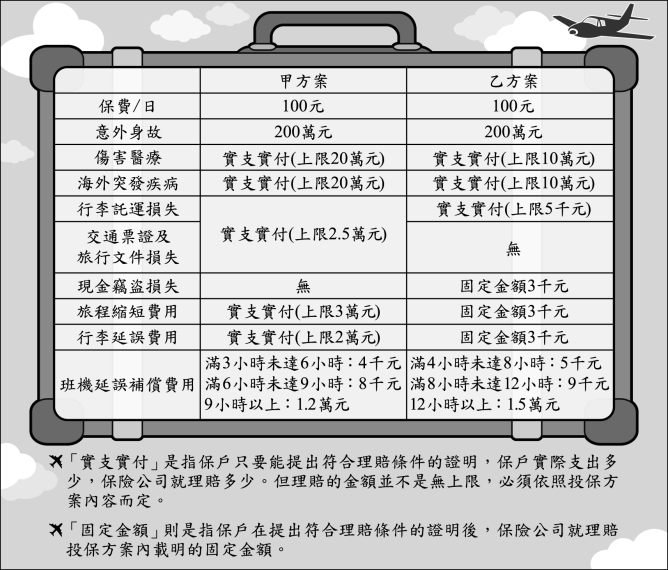 甲方案 乙方案
保費/日 100元 100元
意外身故 200萬元 200萬元
傷害醫療 實支實付(上限20萬元) 實支實付(上限10萬元)
海外突發疾病 實支實付(上限20萬元) 實支實付(上限10萬元)
行李託運損失 實支實付(上限5千元)
交通票證及
旅行文件損失
實支實付(上限2.5萬元)
無
現金竊盜損失 無 固定金額3千元
旅程縮短費用 實支實付(上限3萬元) 固定金額3千元
行李延誤費用 實支實付(上限2萬元) 固定金額3千元
班機延誤補償費用
滿3小時未達6小時：4千元
滿6小時未達9小時：8千元
9小時以上：1.2萬元
滿4小時未達8小時：5千元
滿8小時未達12小時：9千元
12小時以上：1.5萬元
「實支實付」是指保戶只要能提出符合理賠條件的證明，保戶實際支出多
少，保險公司就理賠多少。但理賠的金額並不是無上限，必須依照投保方
案內容而定。
「固定金額」則是指保戶在提出符合理賠條件的證明後，保險公司就理賠
投保方案內載明的固定金額。